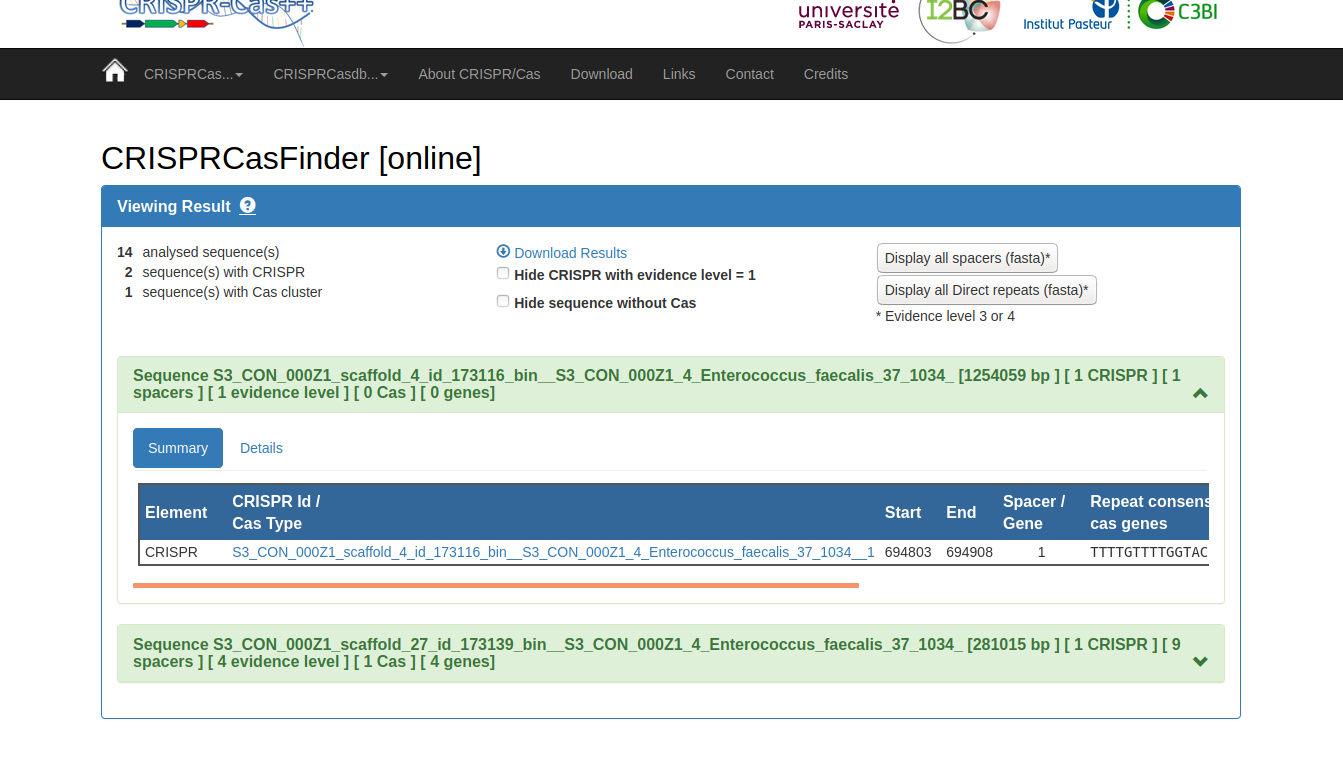 CRISPR-Cas++
université
PARIS-SACLAY
I2BC
Institut Pasteur
C3BI
CRISPRCas...
CRISPRCasdb...
About CRISPR/Cas
Download
Links
Contact
Credits
CRISPRCasFinder [online]
Viewing Result ?
14 analysed sequence(s)
2 sequence(s) with CRISPR
1 sequence(s) with Cas cluster
Download Results
Hide CRISPR with evidence level = 1
Hide sequence without Cas
Display all spacers (fasta)*
Display all Direct repeats (fasta)*
* Evidence level 3 or 4
Sequence S3_CON_000Z1_scaffold_4_id_173116_bin__S3_CON_000Z1_4_Enterococcus_faecalis_37_1034_ [1254059 bp ] [ 1 CRISPR ] [ 1
spacers ] [ 1 evidence level ] [ 0 Cas ] [ 0 genes]
Summary
Details
Element
CRISPR Id /
Cas Type
Start
End
Spacer /
Gene
Repeat consens
cas genes
CRISPR S3_CON_000Z1_scaffold_4_id_173116_bin__S3_CON_000Z1_4_Enterococcus_faecalis_37_1034__1 694803 694908 1 TTTTGTTTTGGTAC
Sequence S3_CON_000Z1_scaffold_27_id_173139_bin__S3_CON_000Z1_4_Enterococcus_faecalis_37_1034_ [281015 bp ] [ 1 CRISPR ] [ 9
spacers ] [ 4 evidence level ] [ 1 Cas ] [ 4 genes]